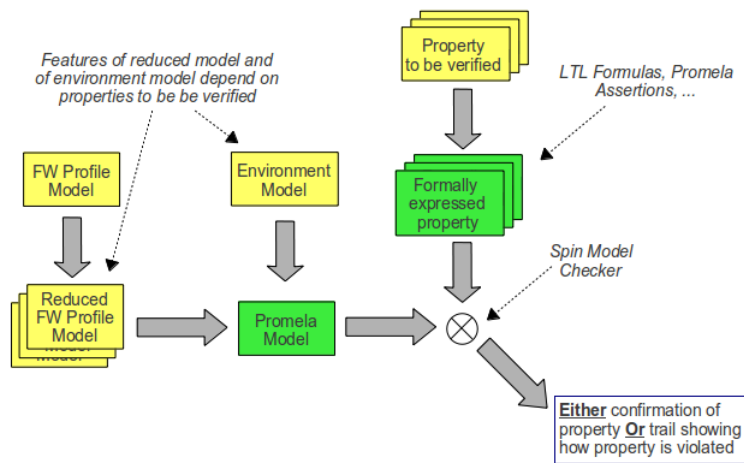 Features of reduced model and
of environment model depend on
properties to be be verified
Property
to be verified
LTL Formulas, Promela
Assertions, ...
FW Profile
Model
Environment
Model
Formally
expressed
property
Spin Model
Checker
Reduced
FW Profile
Model
Model
Promela
Model
Either confirmation of
property Or trail showing
how property is violated